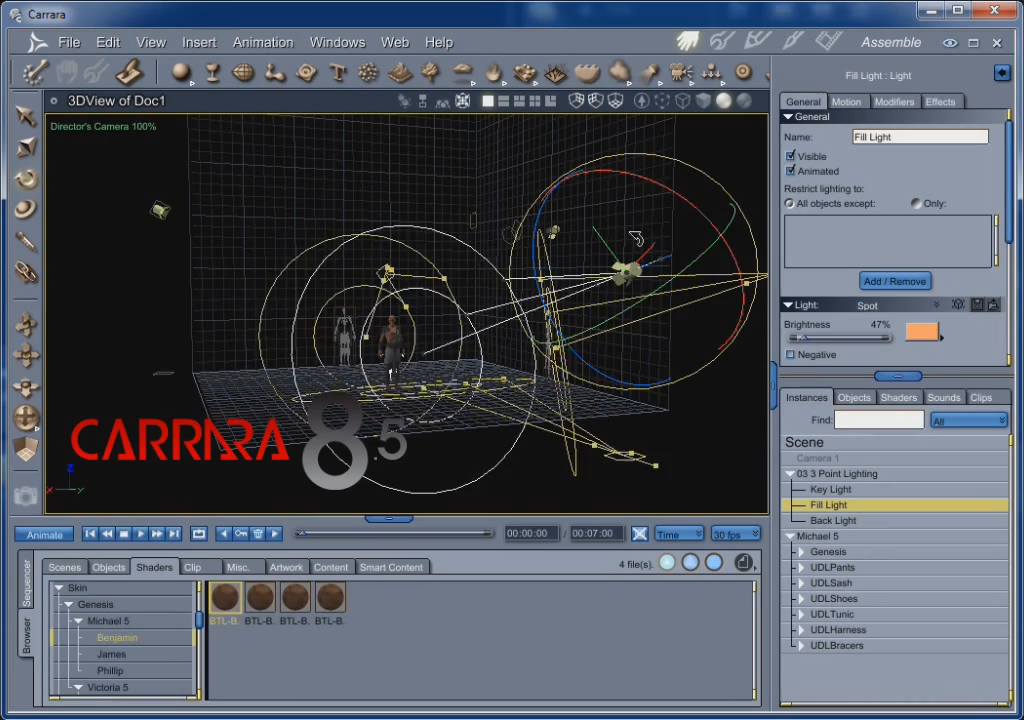 Carrara
File Edit View Insert Animation Windows Web Help
Assemble
3DView of Doc1
Director's Camera 100%
CARRARA 8.5
Z
X
Y
Animate
00:00:00 / 00:07:00
Time
30 fps
Sequencer
Browser
Scenes Objects Shaders Clip Misc. Artwork Content Smart Content
4 file(s).
Skin
Genesis
Michael 5
Benjamin
James
Phillip
Victoria 5
BTL-B. BTL-B. BTL-B. BTL-B.
Fill Light : Light
General Motion Modifiers Effects
General
Name: Fill Light
Visible
Animated
Restrict lighting to:
All objects except: Only:
Add / Remove
Light: Spot
Brightness 47%
Negative
Instances Objects Shaders Sounds Clips
Find: All
Scene
Camera 1
03 3 Point Lighting
Key Light
Fill Light
Back Light
Michael 5
Genesis
UDLPants
UDLSash
UDLShoes
UDLTunic
UDLHarness
UDLBracers